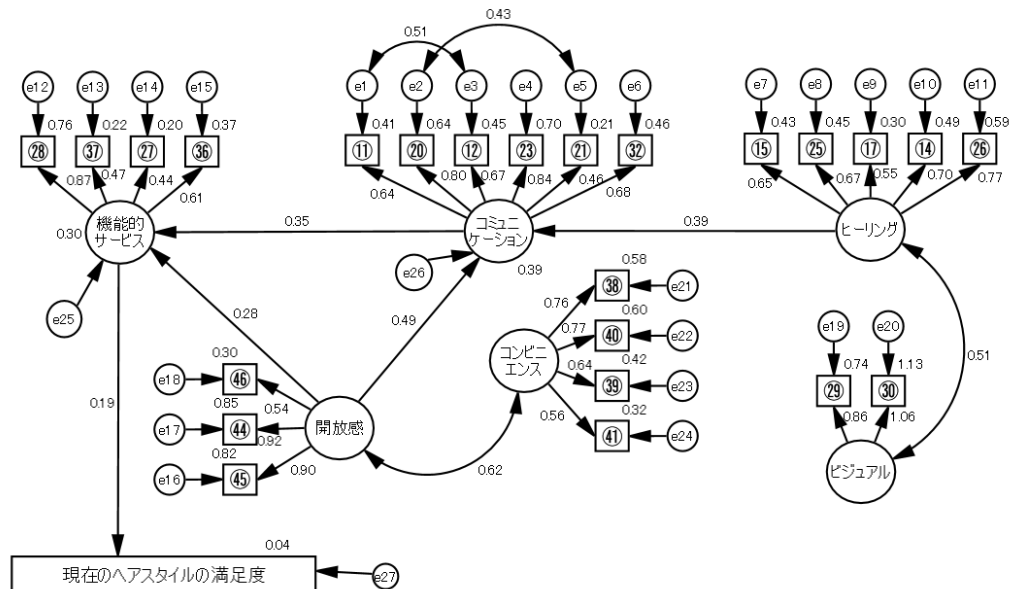 0.43
0.51
e12 e13 e14 e15
e1 e2 e3 e4 e5 e6
e7 e8 e9 e10 e11
0.76 0.22 0.20 0.37
0.41 0.64 0.45 0.70 0.21 0.46
0.43 0.45 0.30 0.49 0.59
㉘ ㊲ ㉗ ㊱
⑪ ⑳ ⑫ ㉓ ㉑ ㉜
⑮ ㉕ ⑰ ⑭ ㉖
0.87 0.47 0.44 0.61
0.64 0.80 0.67 0.84 0.46 0.68
0.65 0.67 0.55 0.70 0.77
0.30
機能的
サービス
0.35
コミュニ
ケーション
0.39
ヒーリング
e25
e26
0.39
0.28
0.49
0.58
0.76 ㊳ e21
0.60
0.77 ㊵ e22
コンビニ
エンス
0.42
0.64 ㊴ e23
0.32
0.56 ㊶ e24
e19 e20
0.74 1.13
㉙ ㉚
0.86 1.06
0.51
ビジュアル
0.30
e18 ㊻ 0.54
0.85
e17 ㊹ 0.92
開放感
0.82
e16 ㊺ 0.90
0.62
0.19
0.04
現在のヘアスタイルの満足度
e27